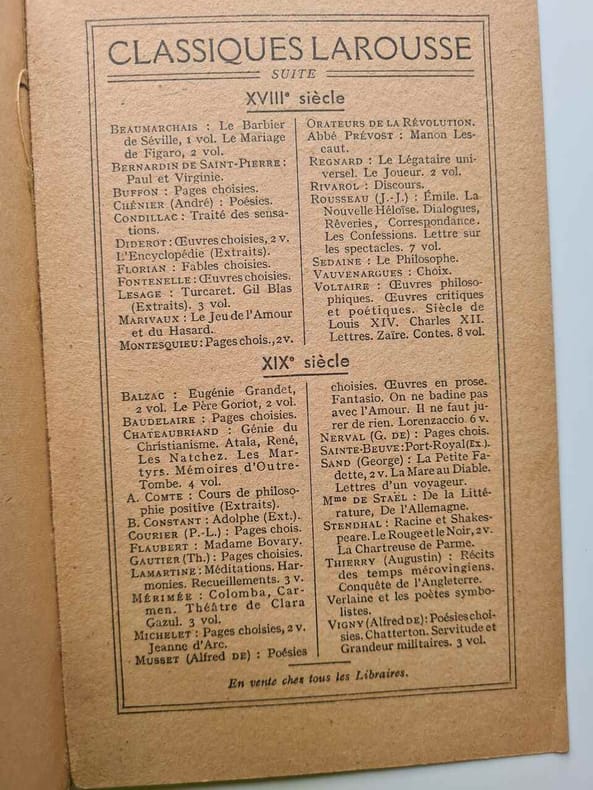 CLASSIQUES LAROUSSE
SUITE
XVIIIe siècle
BEAUMARCHAIS : Le Barbier
de Séville, 1 vol. Le Mariage
de Figaro, 2 vol.
BERNARDIN DE SAINT-PIERRE :
Paul et Virginie.
BUFFON : Pages choisies.
CHÉNIER (André) : Poésies.
CONDILLAC : Traité des sensa-
tions.
DIDEROT : Œuvres choisies, 2 v.
L'Encyclopédie (Extraits).
FLORIAN : Fables choisies.
FONTENELLE : Œuvres choisies.
LESAGE : Turcaret. Gil Blas
(Extraits). 3 vol.
MARIVAUX : Le Jeu de l'Amour
et du Hasard.
MONTESQUIEU : Pages chois., 2 v.
ORATEURS DE LA RÉVOLUTION.
Abbé PRÉVOST : Manon Les-
caut.
REGNARD : Le Légataire uni-
versel. Le Joueur. 2 vol.
RIVAROL : Discours.
ROUSSEAU (J.-J.) : Émile. La
Nouvelle Héloïse. Dialogues,
Rêveries, Correspondance.
Les Confessions. Lettre sur
les spectacles. 7 vol.
SEDAINE : Le Philosophe.
VAUVENARGUES : Choix.
VOLTAIRE : Œuvres philoso-
phiques. Œuvres critiques
et poétiques. Siècle de
Louis XIV. Charles XII.
Lettres. Zaïre. Contes. 8 vol.
XIXe siècle
BALZAC : Eugénie Grandet,
2 vol. Le Père Goriot, 2 vol.
BAUDELAIRE : Pages choisies.
CHATEAUBRIAND : Génie du
Christianisme. Atala, René,
Les Natchez. Les Mar-
tyrs. Mémoires d'Outre-
Tombe. 4 vol.
A. COMTE : Cours de philoso-
phie positive (Extraits).
B. CONSTANT : Adolphe (Ext.).
COURIER (P.-L.) : Pages chois.
FLAUBERT : Madame Bovary.
GAUTIER (Th.) : Pages choisies.
LAMARTINE : Méditations. Har-
monies. Recueillements. 3 v.
MÉRIMÉE : Colomba, Car-
men. Théâtre de Clara
Gazul. 3 vol.
MICHELET : Pages choisies, 2 v.
Jeanne d'Arc.
MUSSET (Alfred DE) : Poésies
choisies. Œuvres en prose.
Fantasio. On ne badine pas
avec l'Amour. Il ne faut ju-
rer de rien. Lorenzaccio. 6 v.
NERVAL (G. DE) : Pages chois.
SAINTE-BEUVE : Port-Royal (Ex.).
SAND (George) : La Petite Fa-
dette, 2 v. La Mare au Diable.
Lettres d'un voyageur.
Mme DE STAËL : De la Litté-
rature, De l'Allemagne.
STENDHAL : Racine et Shakes-
peare. Le Rouge et le Noir, 2 v.
La Chartreuse de Parme.
THIERRY (Augustin) : Récits
des temps mérovingiens.
Conquête de l'Angleterre.
Verlaine et les poètes symbo-
listes.
VIGNY (Alfred DE) : Poésies choi-
sies. Chatterton. Servitude et
Grandeur militaires. 3 vol.
En vente chez tous les Libraires.